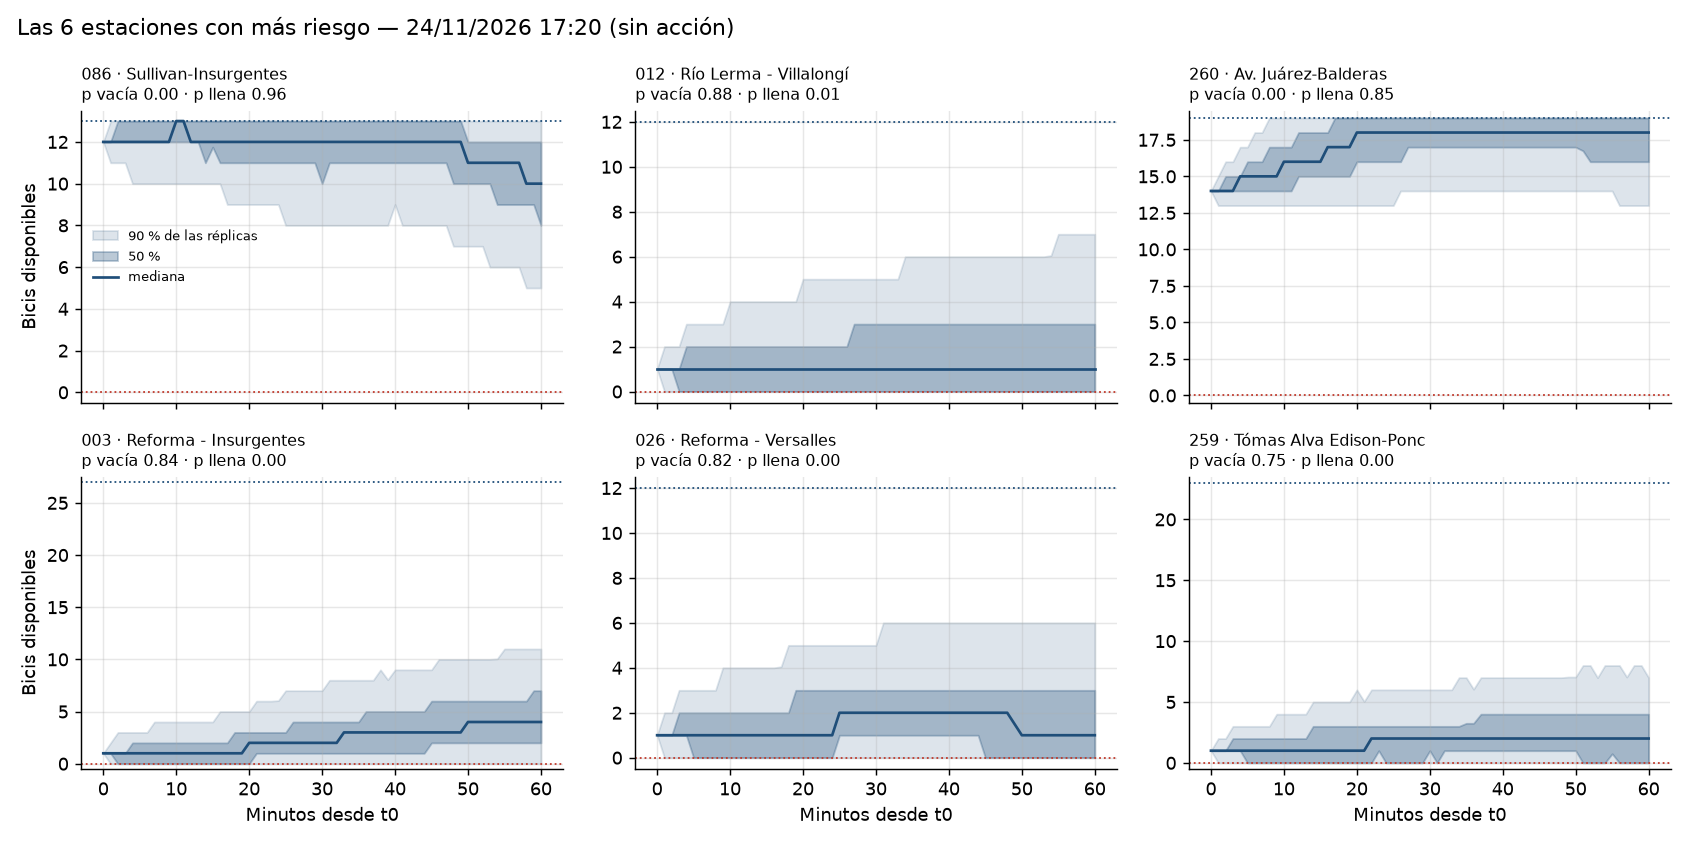 Las 6 estaciones con más riesgo — 24/11/2026 17:20 (sin acción)
086 · Sullivan-Insurgentes
p vacía 0.00 · p llena 0.96
12
10
8
6
4
2
0
Bicis disponibles
90 % de las réplicas
50 %
mediana
012 · Río Lerma - Villalongí
p vacía 0.88 · p llena 0.01
12
10
8
6
4
2
0
260 · Av. Juárez-Balderas
p vacía 0.00 · p llena 0.85
17.5
15.0
12.5
10.0
7.5
5.0
2.5
0.0
003 · Reforma - Insurgentes
p vacía 0.84 · p llena 0.00
25
20
15
10
5
0
Bicis disponibles
0 10 20 30 40 50 60
Minutos desde t0
026 · Reforma - Versalles
p vacía 0.82 · p llena 0.00
12
10
8
6
4
2
0
0 10 20 30 40 50 60
Minutos desde t0
259 · Tómas Alva Edison-Ponc
p vacía 0.75 · p llena 0.00
20
15
10
5
0
0 10 20 30 40 50 60
Minutos desde t0